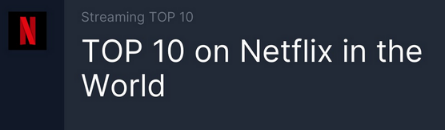 N
Streaming TOP 10
TOP 10 on Netflix in the
World